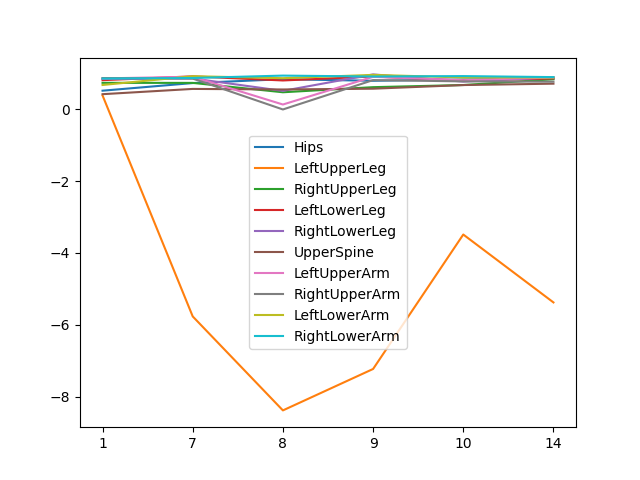 0
−2
−4
−6
−8
Hips
LeftUpperLeg
RightUpperLeg
LeftLowerLeg
RightLowerLeg
UpperSpine
LeftUpperArm
RightUpperArm
LeftLowerArm
RightLowerArm
1 7 8 9 10 14